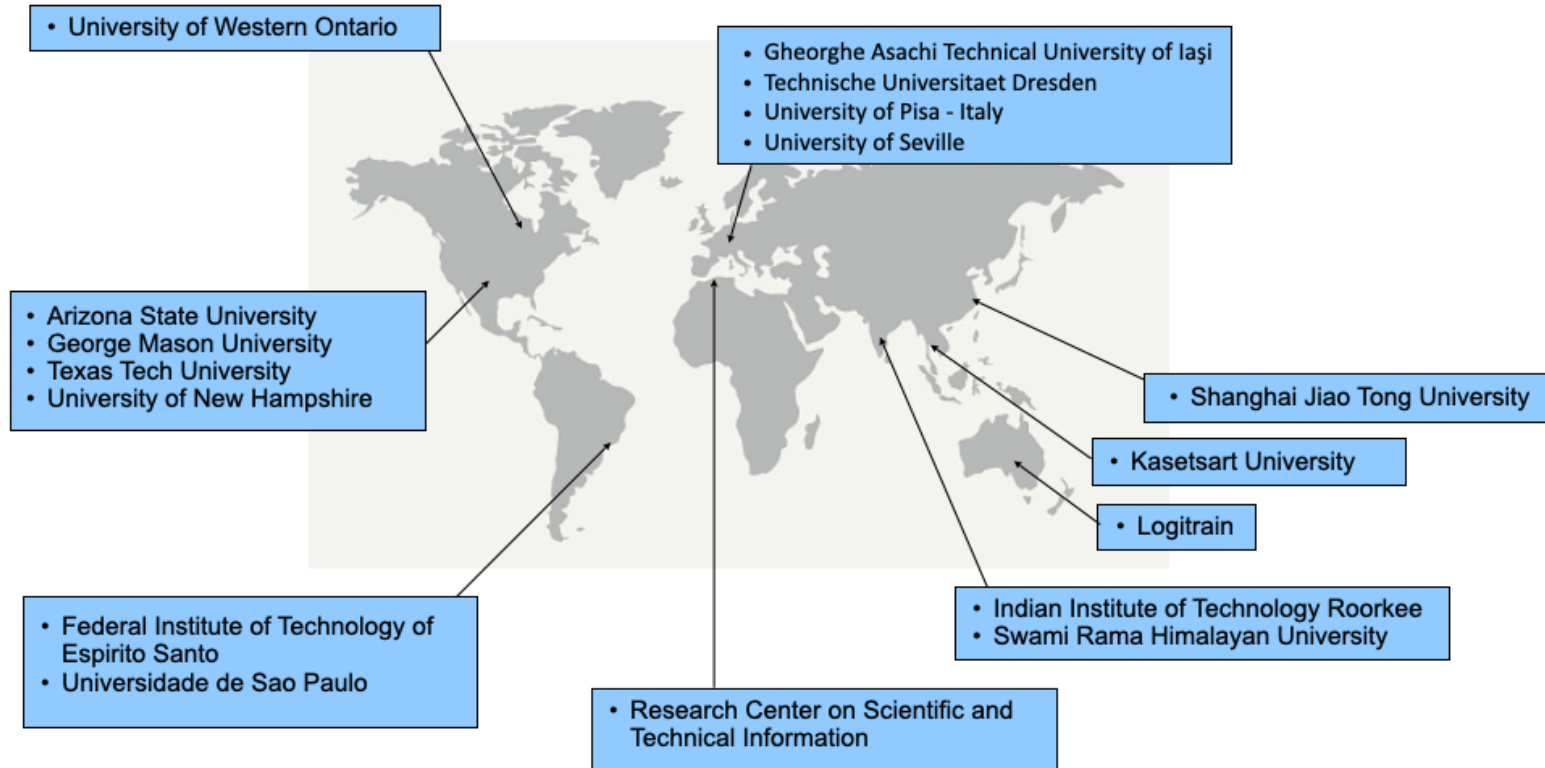 • University of Western Ontario
• Gheorghe Asachi Technical University of Iaşi
• Technische Universitaet Dresden
• University of Pisa - Italy
• University of Seville
• Arizona State University
• George Mason University
• Texas Tech University
• University of New Hampshire
• Shanghai Jiao Tong University
• Kasetsart University
• Logitrain
• Indian Institute of Technology Roorkee
• Swami Rama Himalayan University
• Federal Institute of Technology of
Espirito Santo
• Universidade de Sao Paulo
• Research Center on Scientific and
Technical Information